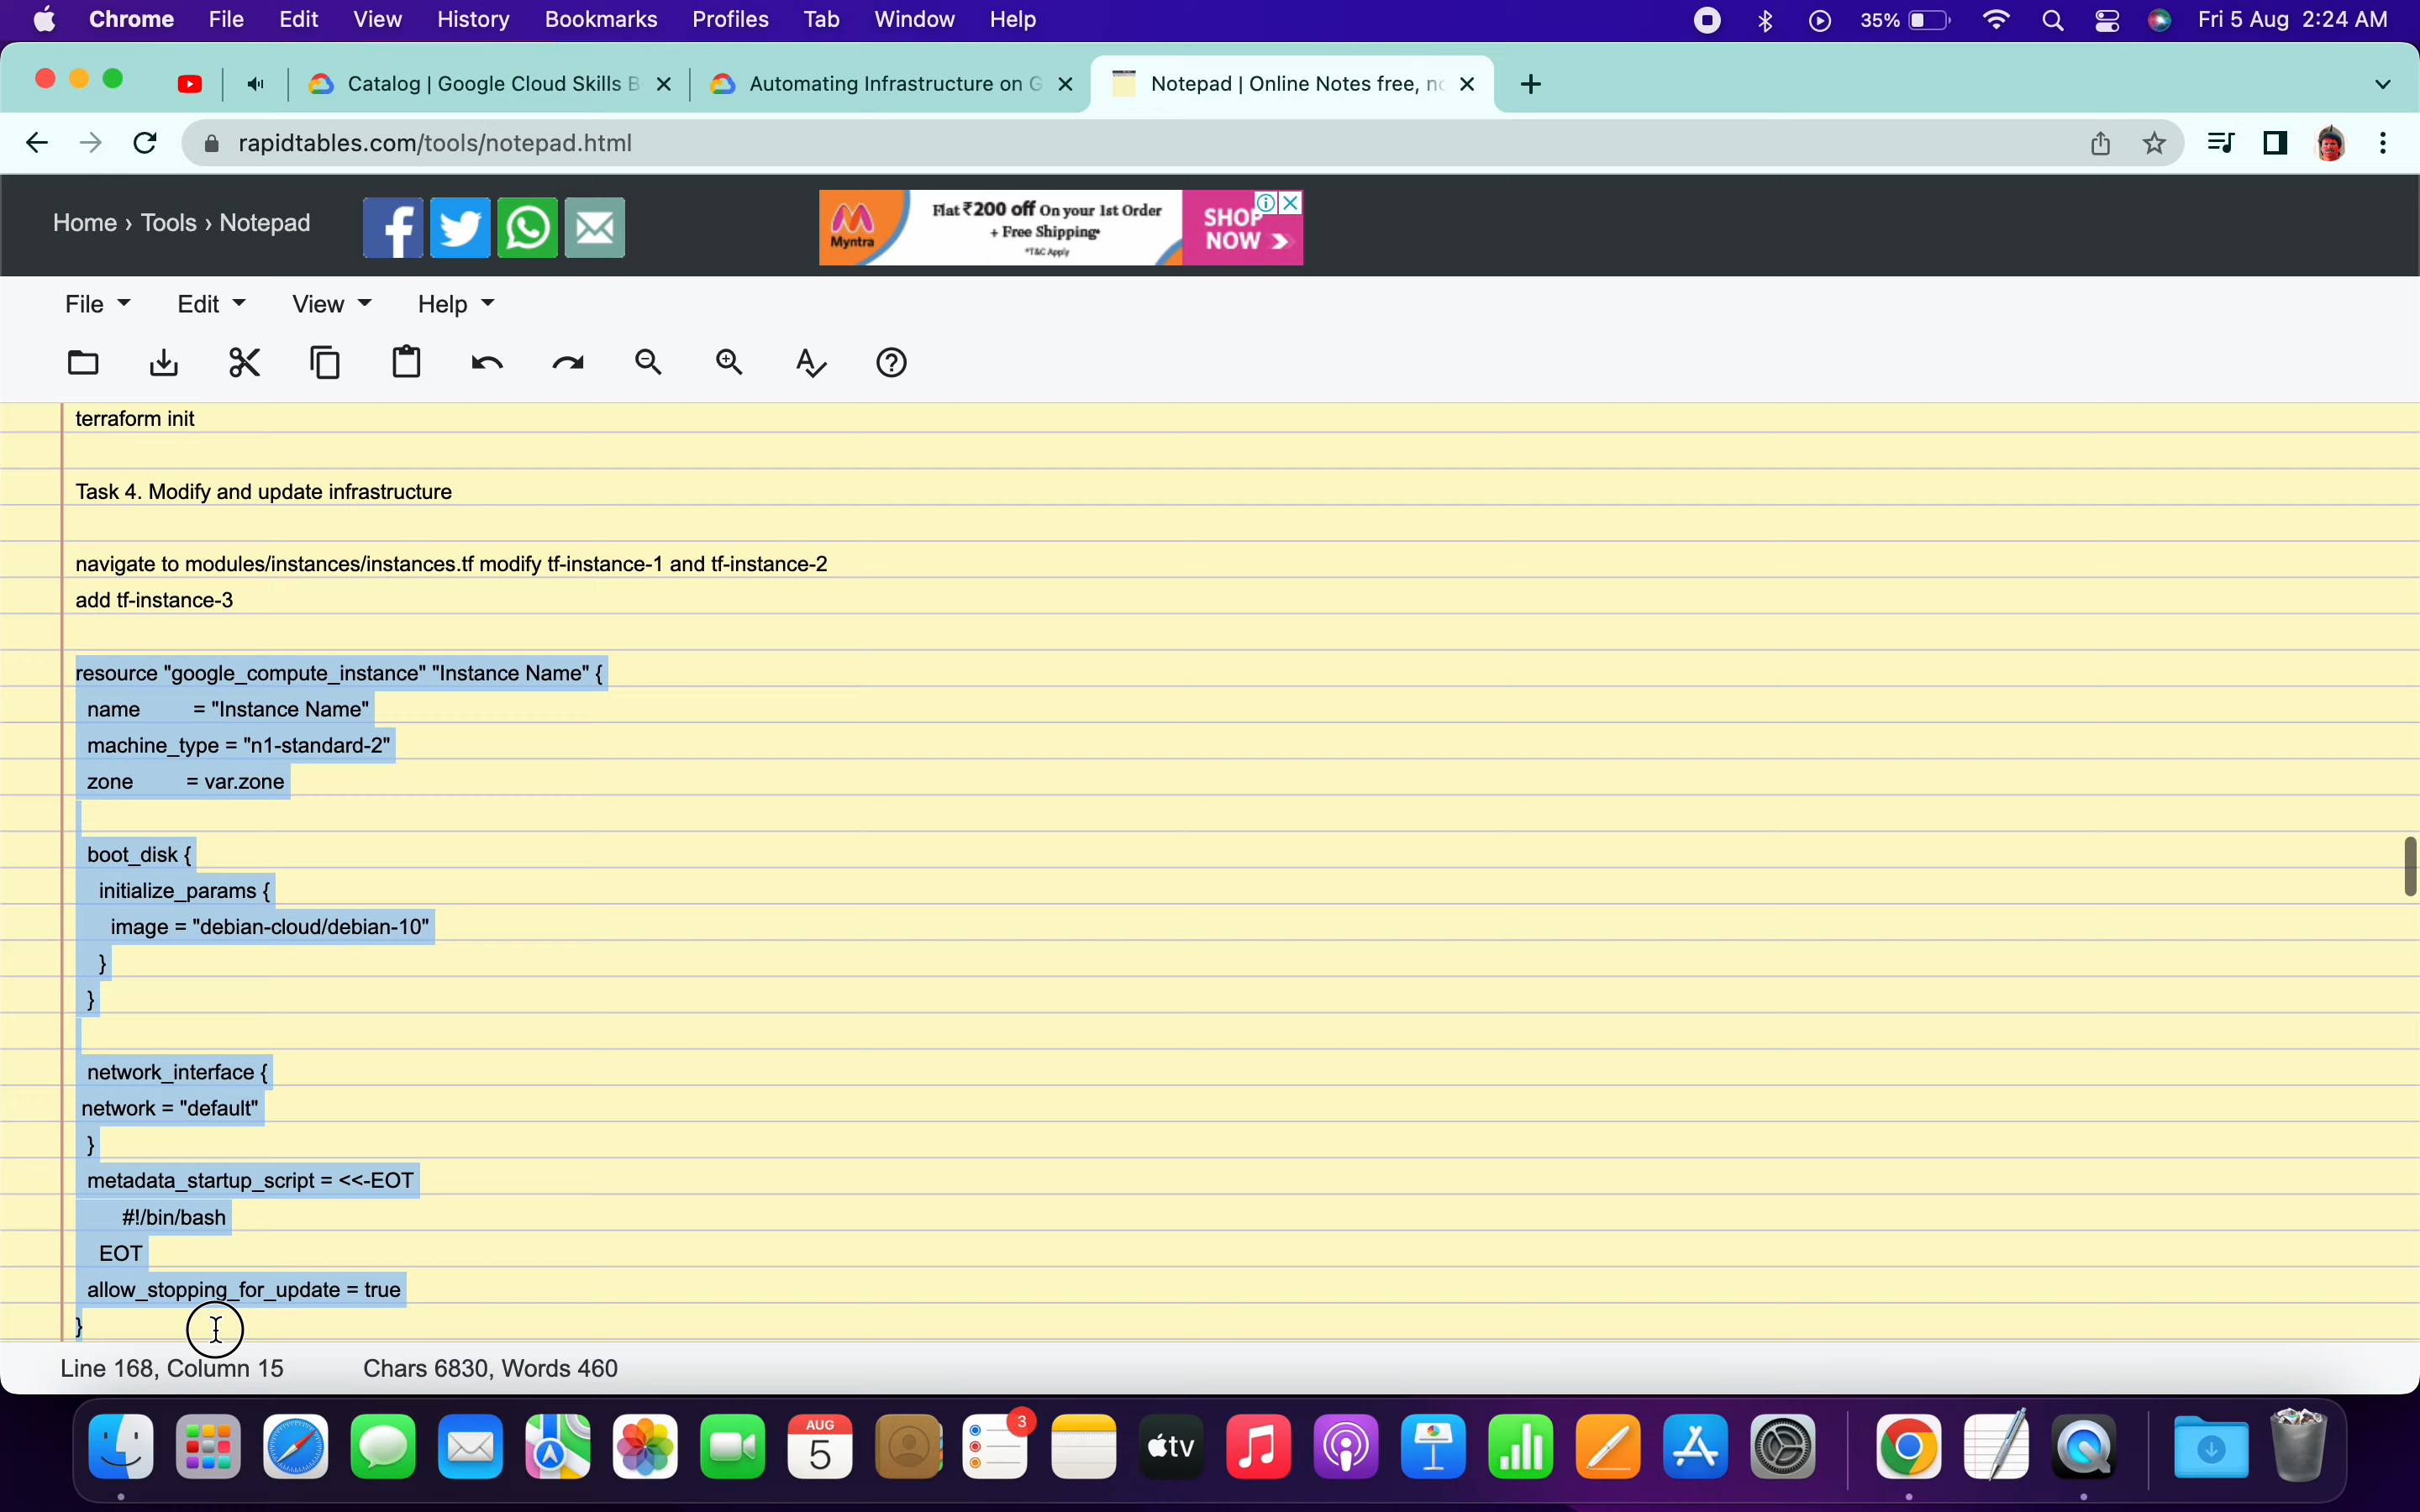 Chrome File Edit View History Bookmarks Profiles Tab Window Help 35% Fri 5 Aug 2:24 AM
Catalog | Google Cloud Skills B Automating Infrastructure on G Notepad | Online Notes free, no
rapidtables.com/tools/notepad.html
Home › Tools › Notepad
Myntra
Flat ₹200 off On your 1st Order
+ Free Shipping*
*T&C Apply
SHOP
NOW
File Edit View Help
terraform init
Task 4. Modify and update infrastructure
navigate to modules/instances/instances.tf modify tf-instance-1 and tf-instance-2
add tf-instance-3
resource "google_compute_instance" "Instance Name" {
name = "Instance Name"
machine_type = "n1-standard-2"
zone = var.zone
boot_disk {
initialize_params {
image = "debian-cloud/debian-10"
}
}
network_interface {
network = "default"
}
metadata_startup_script = <<-EOT
#!/bin/bash
EOT
allow_stopping_for_update = true
}
Line 168, Column 15 Chars 6830, Words 460
AUG
5
3
tv